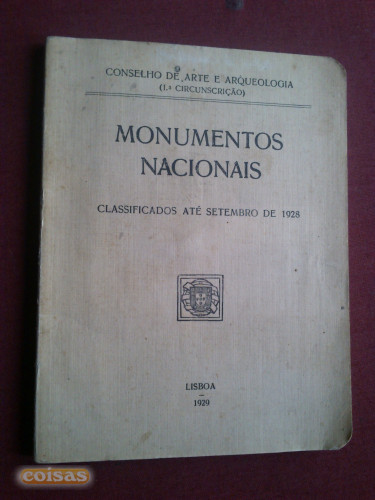 CONSELHO DE ARTE E ARQUEOLOGIA
(1.ª CIRCUNSCRIÇÃO)
MONUMENTOS
NACIONAIS
CLASSIFICADOS ATÉ SETEMBRO DE 1928
LISBOA
—
1929
coisas